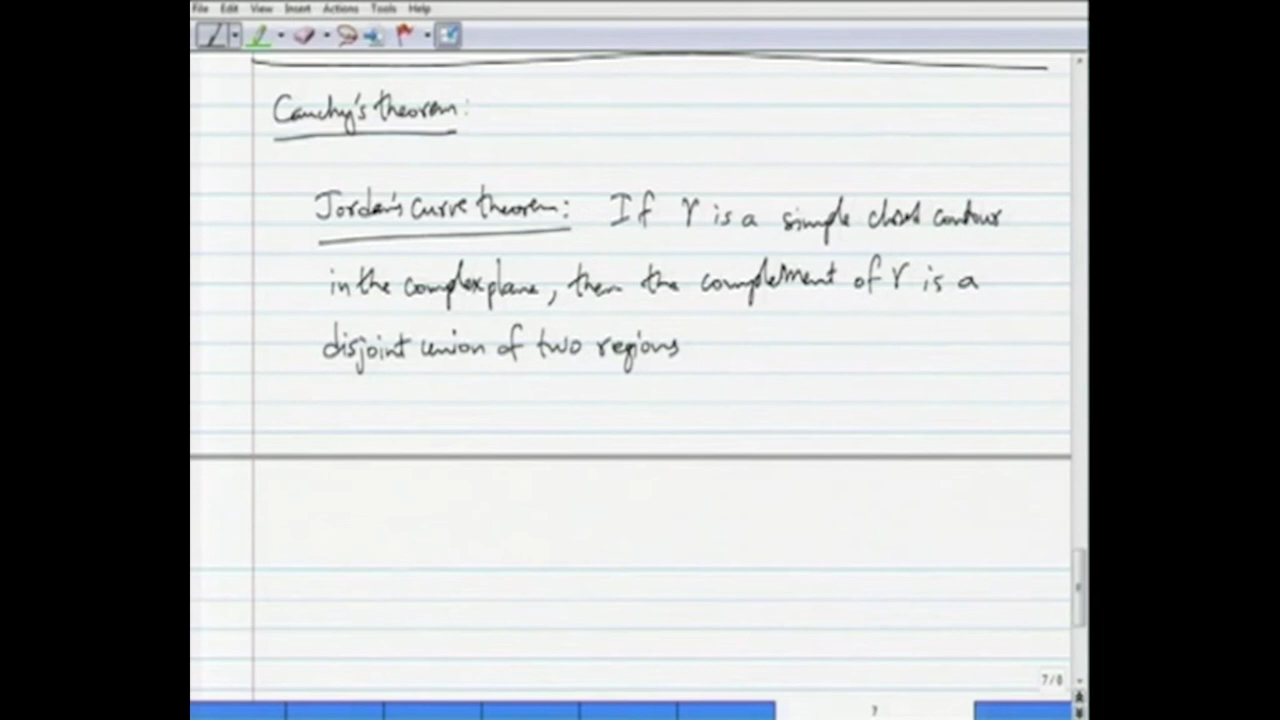 File Edit View Insert Actions Tools Help
Cauchy's theorem:
Jordan's curve theorem: If γ is a simple closed contour
in the complex plane, then the complement of γ is a
disjoint union of two regions
7/8
7